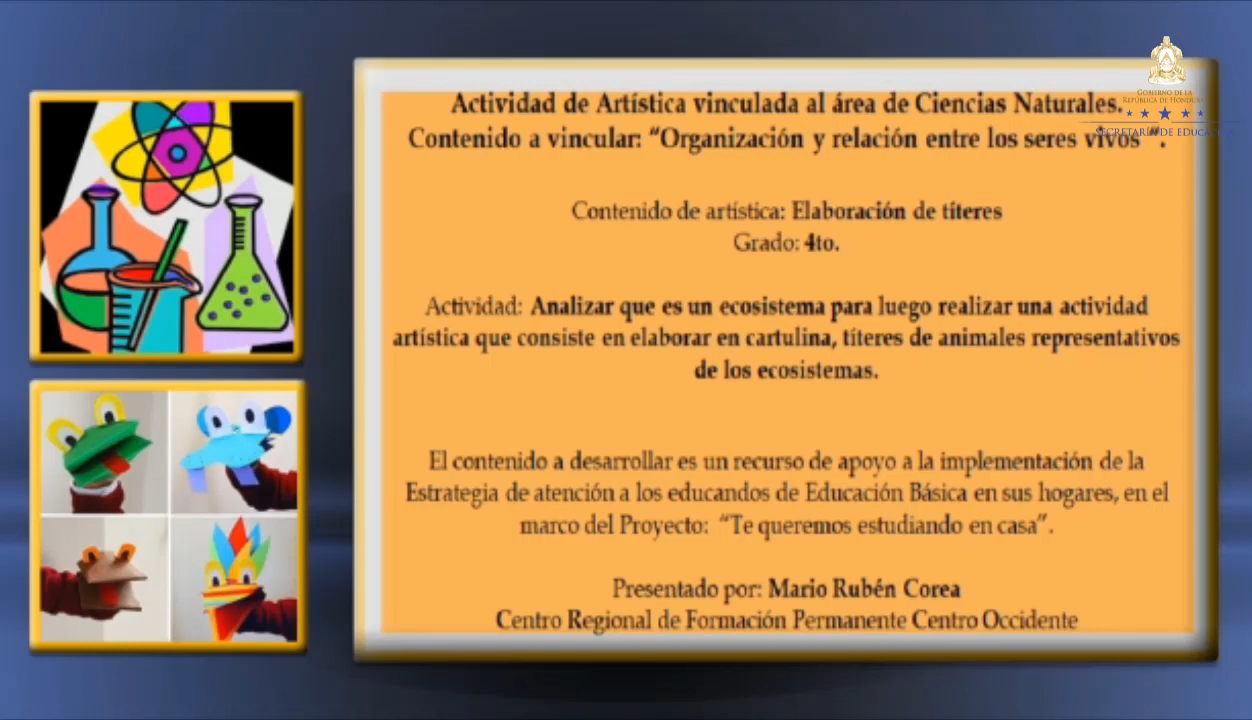 Actividad de Artística vinculada al área de Ciencias Naturales.
Contenido a vincular: “Organización y relación entre los seres vivos ”.
Contenido de artística: Elaboración de títeres
Grado: 4to.
Actividad: Analizar que es un ecosistema para luego realizar una actividad
artística que consiste en elaborar en cartulina, títeres de animales representativos
de los ecosistemas.
El contenido a desarrollar es un recurso de apoyo a la implementación de la
Estrategia de atención a los educandos de Educación Básica en sus hogares, en el
marco del Proyecto: “Te queremos estudiando en casa”.
Presentado por: Mario Rubén Corea
Centro Regional de Formación Permanente Centro Occidente
GOBIERNO DE LA
REPÚBLICA DE HONDURAS
SECRETARÍA DE EDUCACIÓN